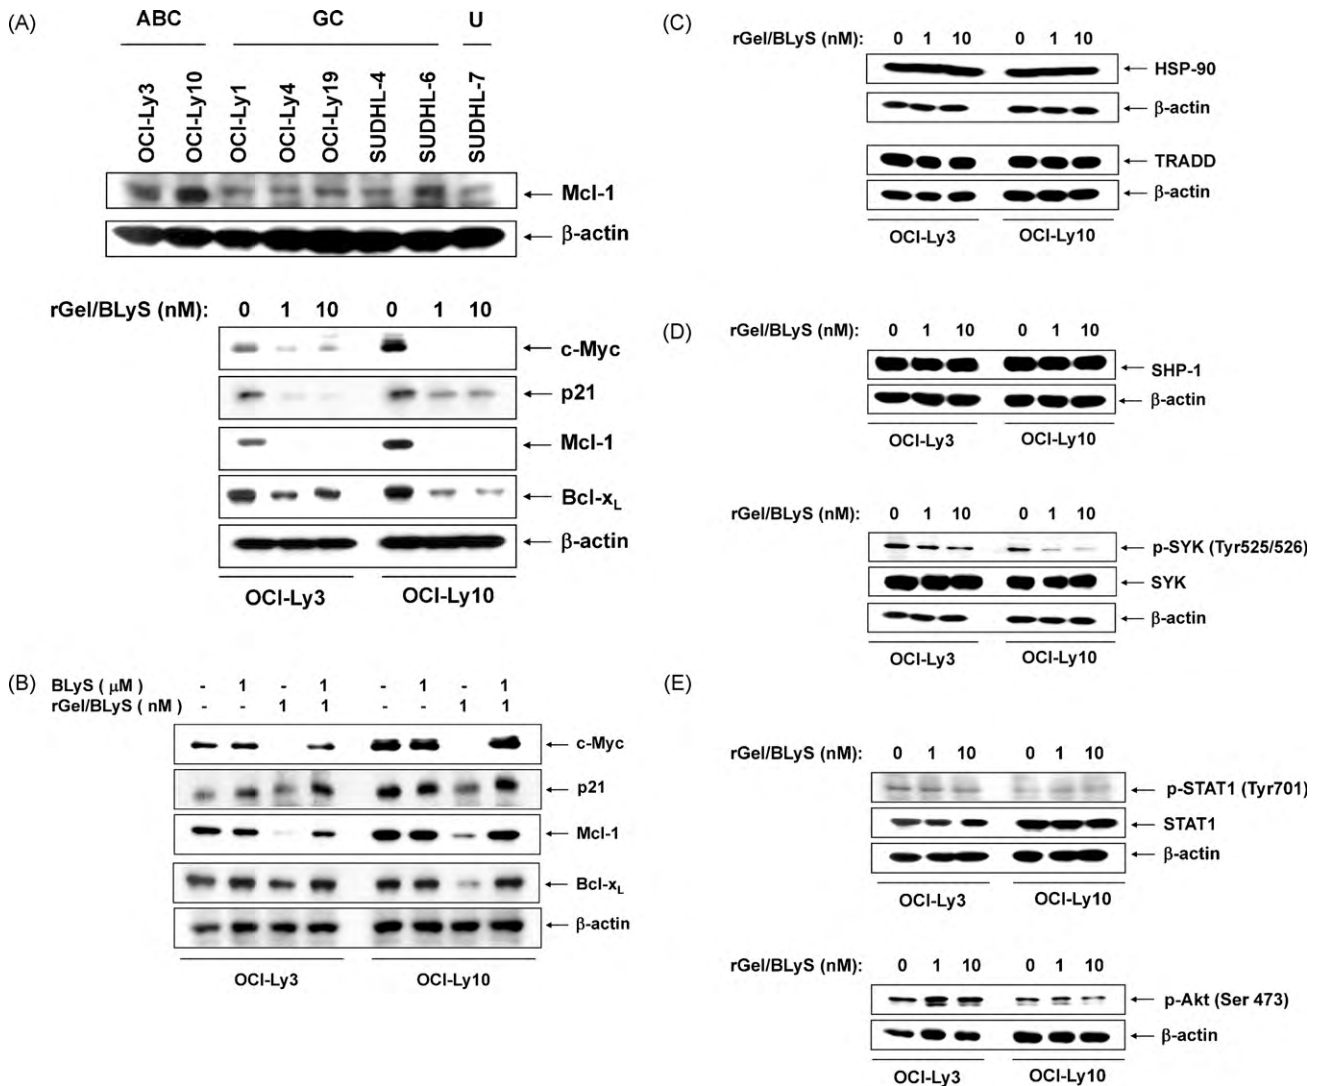 (A)
ABC GC U
OCI-Ly3 OCI-Ly10 OCI-Ly1 OCI-Ly4 OCI-Ly19 SUDHL-4 SUDHL-6 SUDHL-7
Mcl-1
β-actin
rGel/BLyS (nM): 0 1 10 0 1 10
c-Myc
p21
Mcl-1
Bcl-xL
β-actin
OCI-Ly3 OCI-Ly10
(B)
BLyS ( μM ) - 1 - 1 - 1 - 1
rGel/BLyS ( nM ) - - 1 1 - - 1 1
c-Myc
p21
Mcl-1
Bcl-xL
β-actin
OCI-Ly3 OCI-Ly10
(C)
rGel/BLyS (nM): 0 1 10 0 1 10
HSP-90
β-actin
TRADD
β-actin
OCI-Ly3 OCI-Ly10
(D)
rGel/BLyS (nM): 0 1 10 0 1 10
SHP-1
β-actin
OCI-Ly3 OCI-Ly10
rGel/BLyS (nM): 0 1 10 0 1 10
p-SYK (Tyr525/526)
SYK
β-actin
OCI-Ly3 OCI-Ly10
(E)
rGel/BLyS (nM): 0 1 10 0 1 10
p-STAT1 (Tyr701)
STAT1
β-actin
OCI-Ly3 OCI-Ly10
rGel/BLyS (nM): 0 1 10 0 1 10
p-Akt (Ser 473)
β-actin
OCI-Ly3 OCI-Ly10